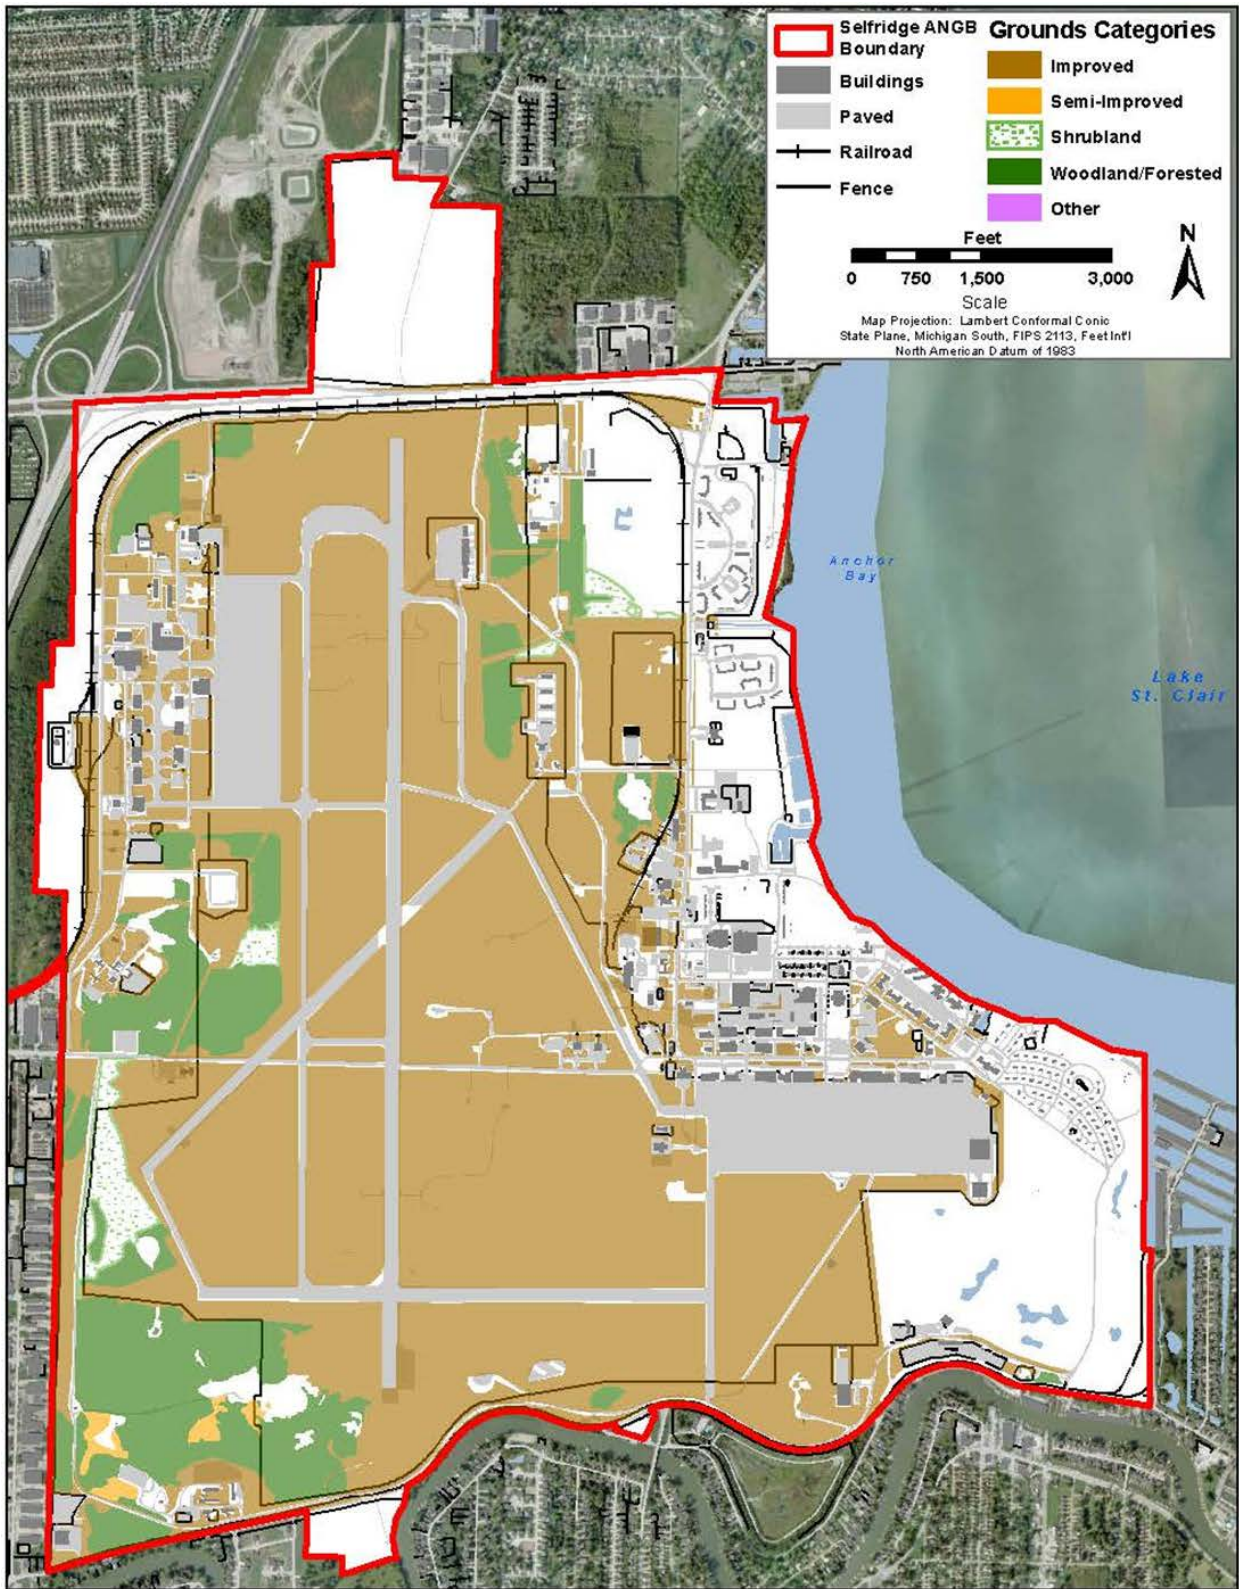 Selfridge ANGB
Boundary
Buildings
Paved
Railroad
Fence
Grounds Categories
Improved
Semi-Improved
Shrubland
Woodland/Forested
Other
Feet
0 750 1,500 3,000
Scale
Map Projection: Lambert Conformal Conic
State Plane, Michigan South, FIPS 2113, Feet Int'l
North American Datum of 1983
N
Anchor
Bay
Lake
St. Clair